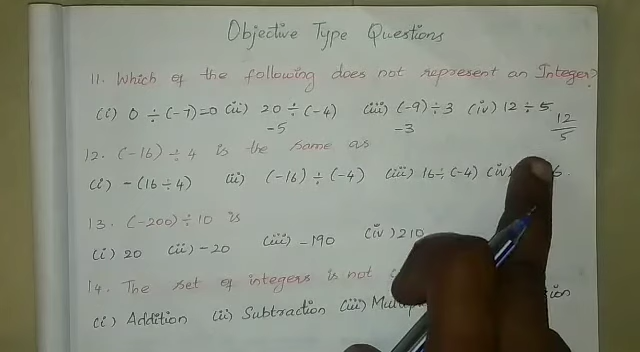 Objective Type Questions
11. Which of the following does not represent an Integer?
(i) 0 ÷ (-7)=0 (ii) 20 ÷ (-4) (iii) (-9) ÷ 3 (iv) 12 ÷ 5
-5 -3 12/5
12. (-16) ÷ 4 is the same as
(i) -(16 ÷ 4) (ii) (-16) ÷ (-4) (iii) 16 ÷ (-4) (iv)
13. (-200) ÷ 10 is
(i) 20 (ii) -20 (iii) -190 (iv) 210
14. The set of integers is not
(i) Addition (ii) Subtraction (iii)